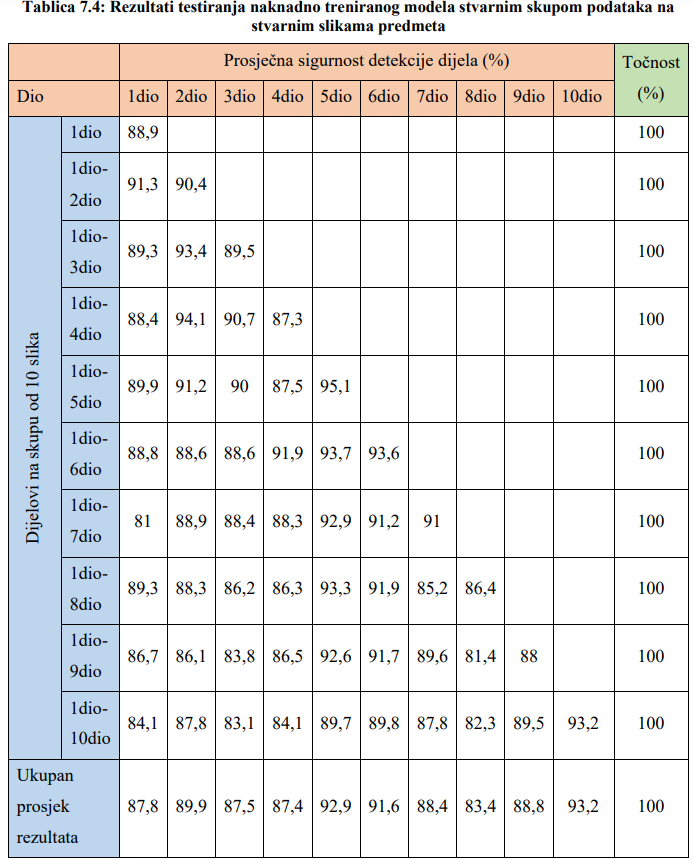 Tablica 7.4: Rezultati testiranja naknadno treniranog modela stvarnim skupom podataka na
stvarnim slikama predmeta
Prosječna sigurnost detekcije dijela (%)
Točnost
(%)
Dio 1dio 2dio 3dio 4dio 5dio 6dio 7dio 8dio 9dio 10dio
Dijelovi na skupu od 10 slika
1dio 88,9 100
1dio-
2dio
91,3 90,4 100
1dio-
3dio
89,3 93,4 89,5 100
1dio-
4dio
88,4 94,1 90,7 87,3 100
1dio-
5dio
89,9 91,2 90 87,5 95,1 100
1dio-
6dio
88,8 88,6 88,6 91,9 93,7 93,6 100
1dio-
7dio
81 88,9 88,4 88,3 92,9 91,2 91 100
1dio-
8dio
89,3 88,3 86,2 86,3 93,3 91,9 85,2 86,4 100
1dio-
9dio
86,7 86,1 83,8 86,5 92,6 91,7 89,6 81,4 88 100
1dio-
10dio
84,1 87,8 83,1 84,1 89,7 89,8 87,8 82,3 89,5 93,2 100
Ukupan
prosjek
rezultata
87,8 89,9 87,5 87,4 92,9 91,6 88,4 83,4 88,8 93,2 100